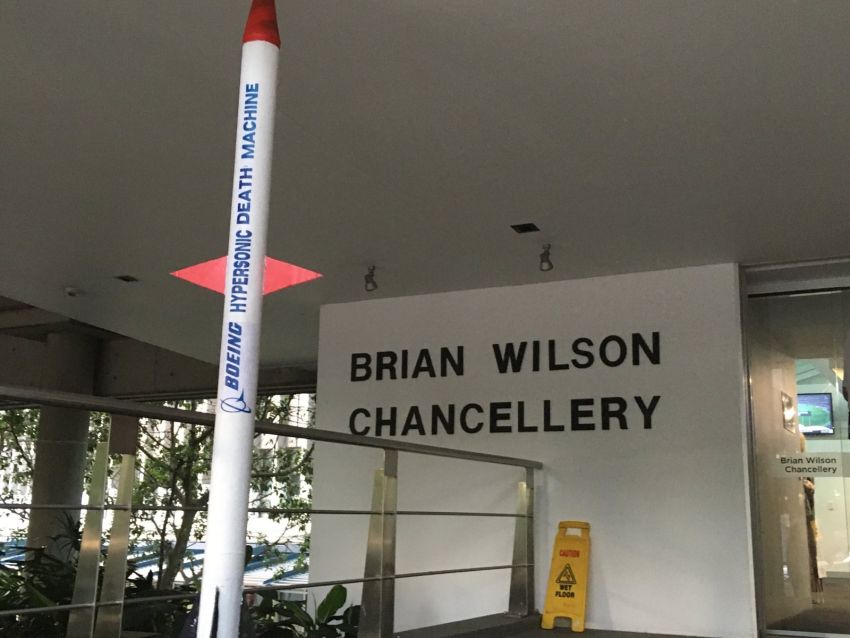 BOEING HYPERSONIC DEATH MACHINE
BRIAN WILSON
CHANCELLERY
Brian Wilson
Chancellery
CAUTION
WET
FLOOR